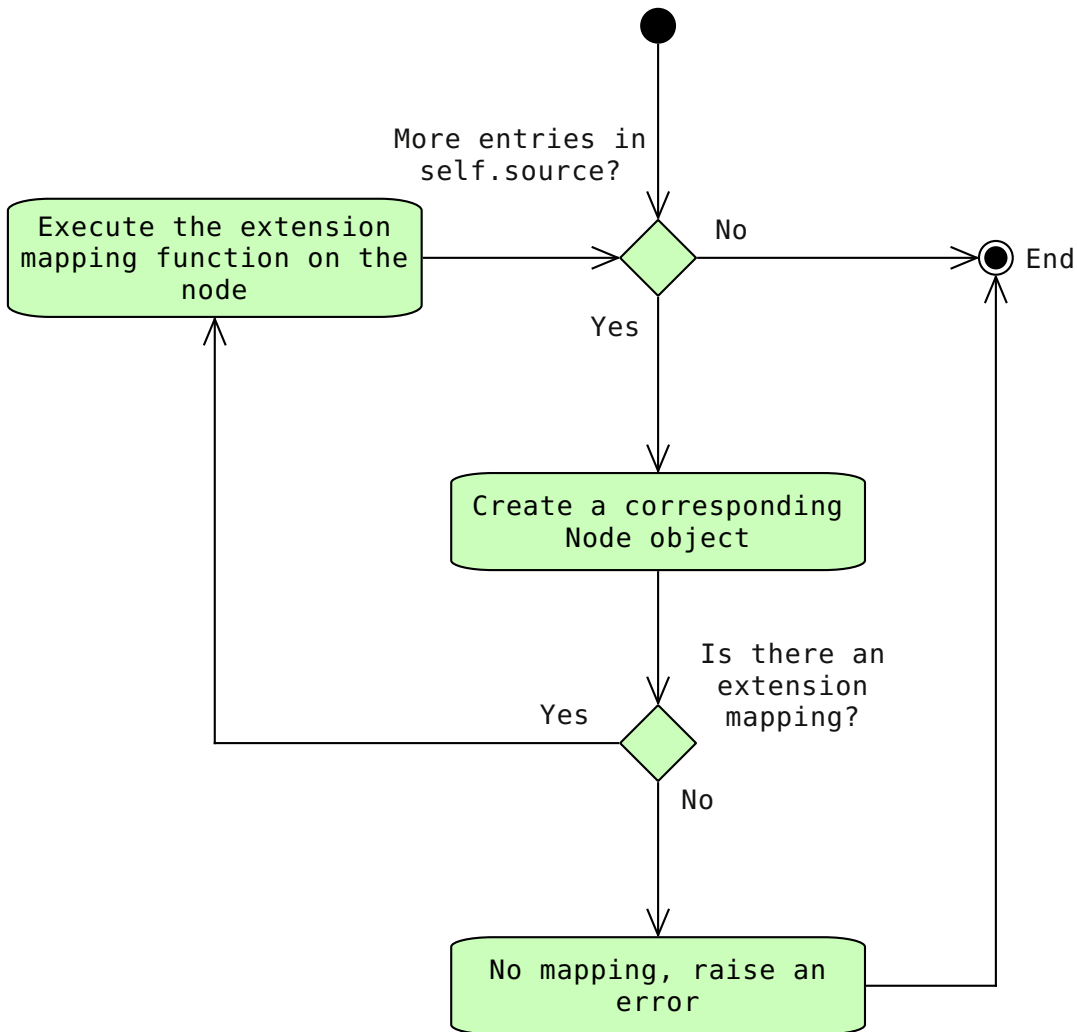 More entries in
self.source?
Execute the extension
mapping function on the
node
No
End
Yes
Create a corresponding
Node object
Is there an
extension
mapping?
Yes
No
No mapping, raise an
error